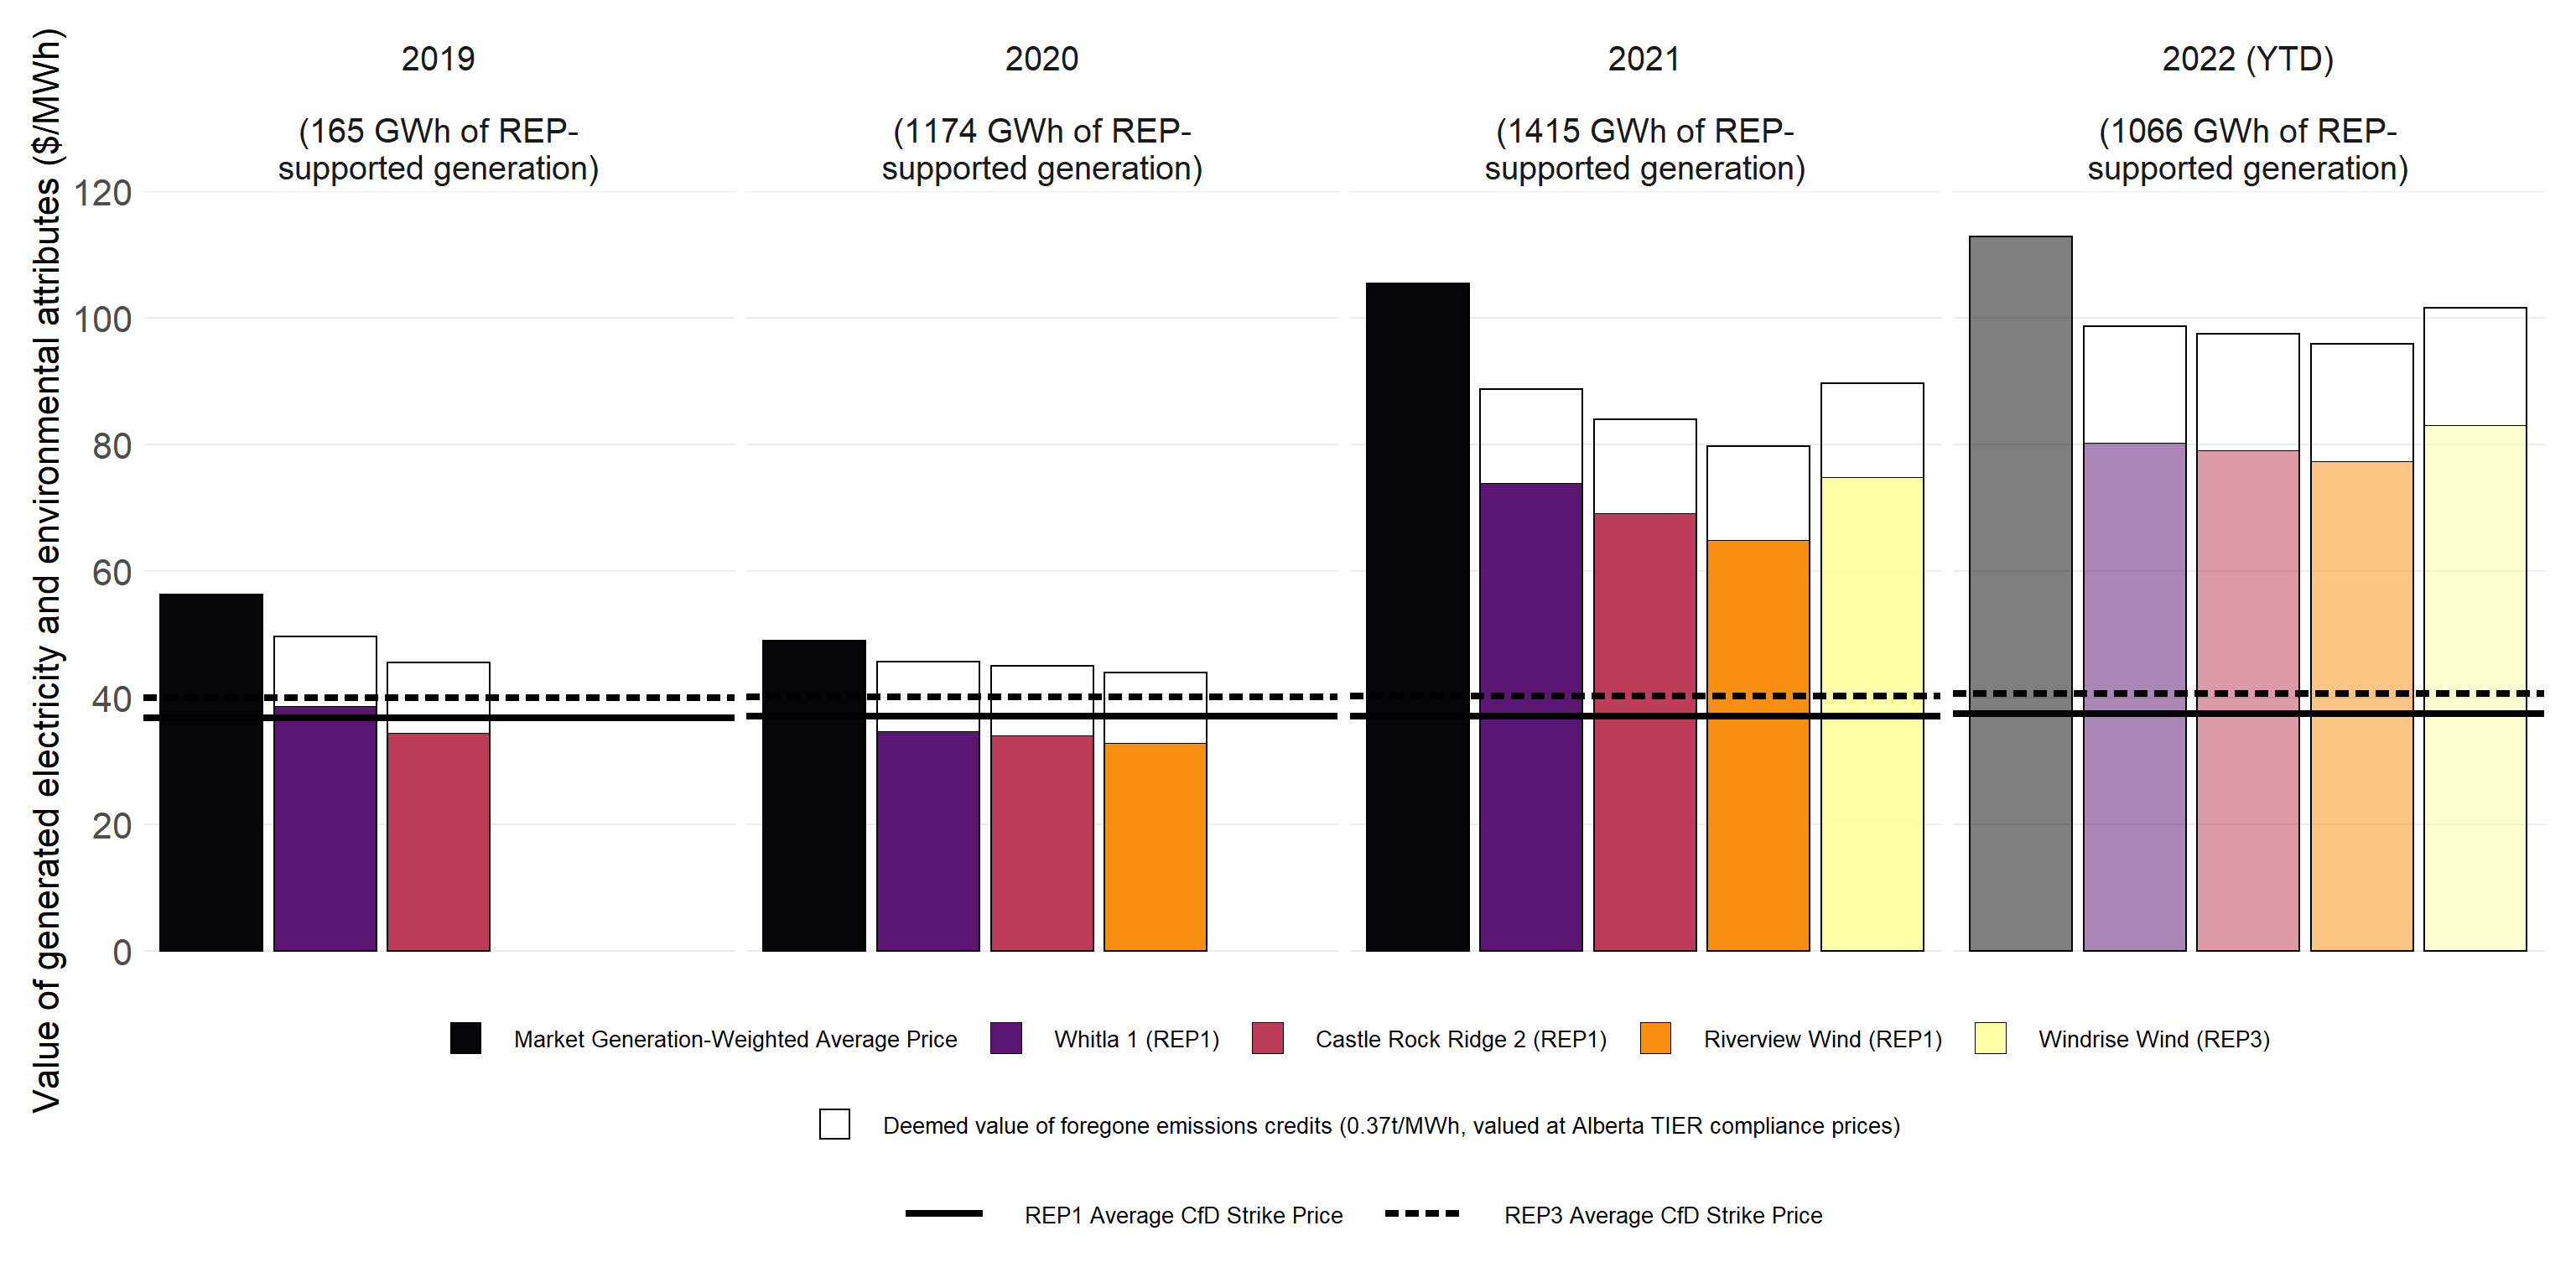 2019
(165 GWh of REP-
supported generation)
2020
(1174 GWh of REP-
supported generation)
2021
(1415 GWh of REP-
supported generation)
2022 (YTD)
(1066 GWh of REP-
supported generation)
Value of generated electricity and environmental attributes ($/MWh)
120
100
80
60
40
20
0
Market Generation-Weighted Average Price
Whitla 1 (REP1)
Castle Rock Ridge 2 (REP1)
Riverview Wind (REP1)
Windrise Wind (REP3)
Deemed value of foregone emissions credits (0.37t/MWh, valued at Alberta TIER compliance prices)
REP1 Average CfD Strike Price
REP3 Average CfD Strike Price